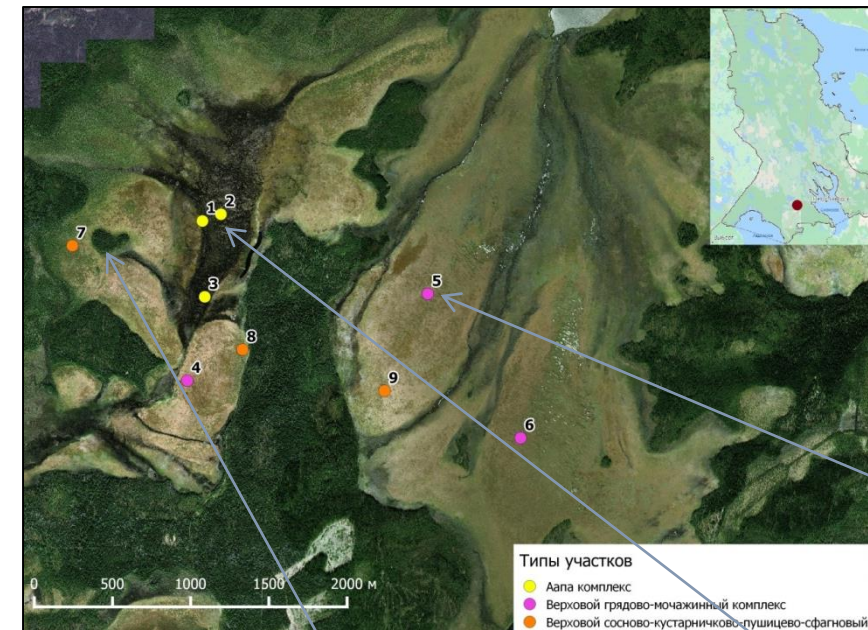 1
2
7
3
5
8
4
9
6
0 500 1000 1500 2000 м
Типы участков
Аапа комплекс
Верховой грядово-мочажинный комплекс
Верховой сосново-кустарничково-пушицево-сфагновый